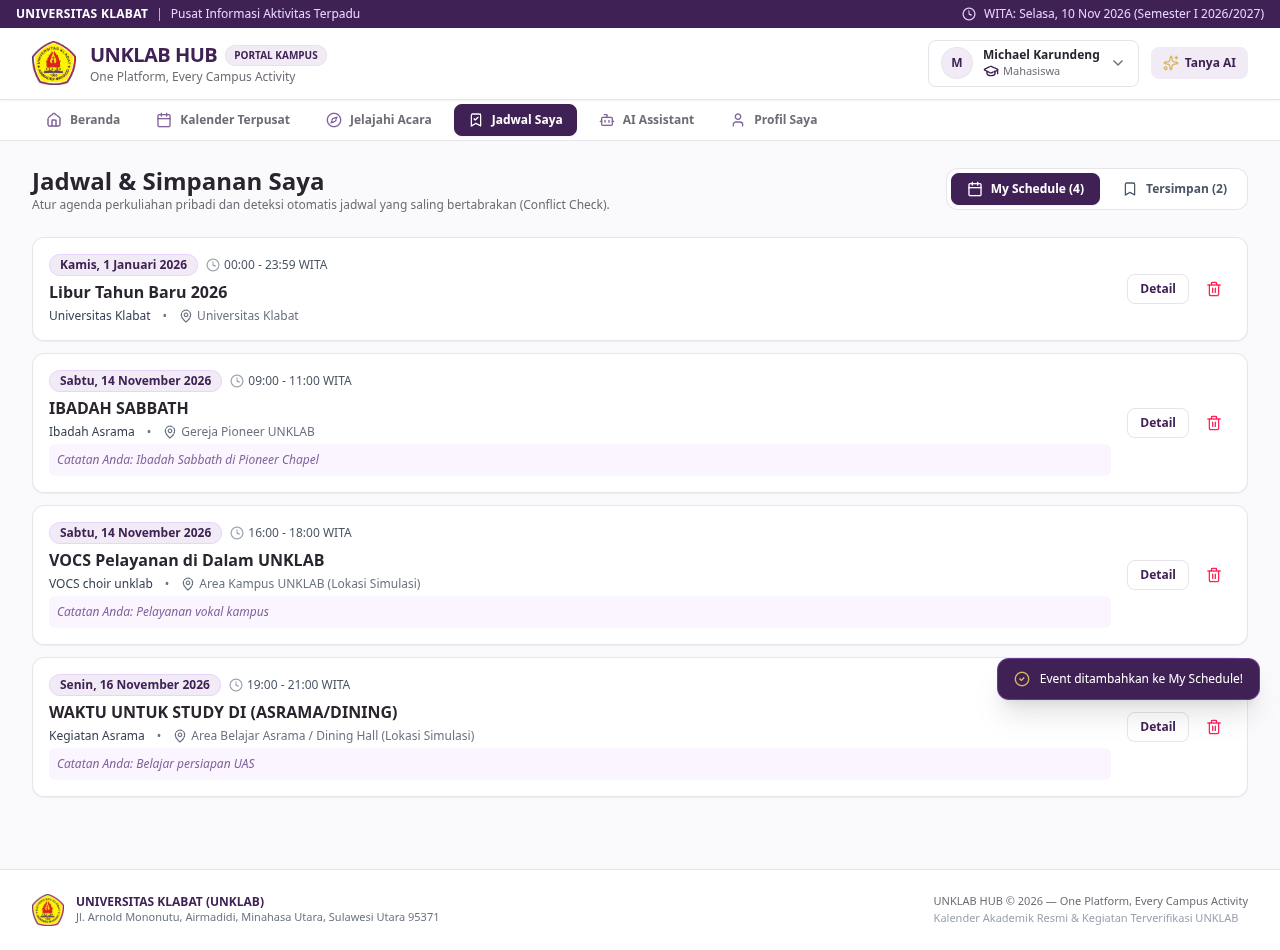 UNIVERSITAS KLABAT | Pusat Informasi Aktivitas Terpadu
WITA: Selasa, 10 Nov 2026 (Semester I 2026/2027)
UNKLAB HUB PORTAL KAMPUS
One Platform, Every Campus Activity
M
Michael Karundeng
Mahasiswa
Tanya AI
Beranda
Kalender Terpusat
Jelajahi Acara
Jadwal Saya
AI Assistant
Profil Saya
Jadwal & Simpanan Saya
Atur agenda perkuliahan pribadi dan deteksi otomatis jadwal yang saling bertabrakan (Conflict Check).
My Schedule (4)
Tersimpan (2)
Kamis, 1 Januari 2026 00:00 - 23:59 WITA
Libur Tahun Baru 2026
Universitas Klabat • Universitas Klabat
Detail
Sabtu, 14 November 2026 09:00 - 11:00 WITA
IBADAH SABBATH
Ibadah Asrama • Gereja Pioneer UNKLAB
Catatan Anda: Ibadah Sabbath di Pioneer Chapel
Detail
Sabtu, 14 November 2026 16:00 - 18:00 WITA
VOCS Pelayanan di Dalam UNKLAB
VOCS choir unklab • Area Kampus UNKLAB (Lokasi Simulasi)
Catatan Anda: Pelayanan vokal kampus
Detail
Senin, 16 November 2026 19:00 - 21:00 WITA
WAKTU UNTUK STUDY DI (ASRAMA/DINING)
Kegiatan Asrama • Area Belajar Asrama / Dining Hall (Lokasi Simulasi)
Catatan Anda: Belajar persiapan UAS
Detail
Event ditambahkan ke My Schedule!
UNIVERSITAS KLABAT (UNKLAB)
Jl. Arnold Mononutu, Airmadidi, Minahasa Utara, Sulawesi Utara 95371
UNKLAB HUB © 2026 — One Platform, Every Campus Activity
Kalender Akademik Resmi & Kegiatan Terverifikasi UNKLAB